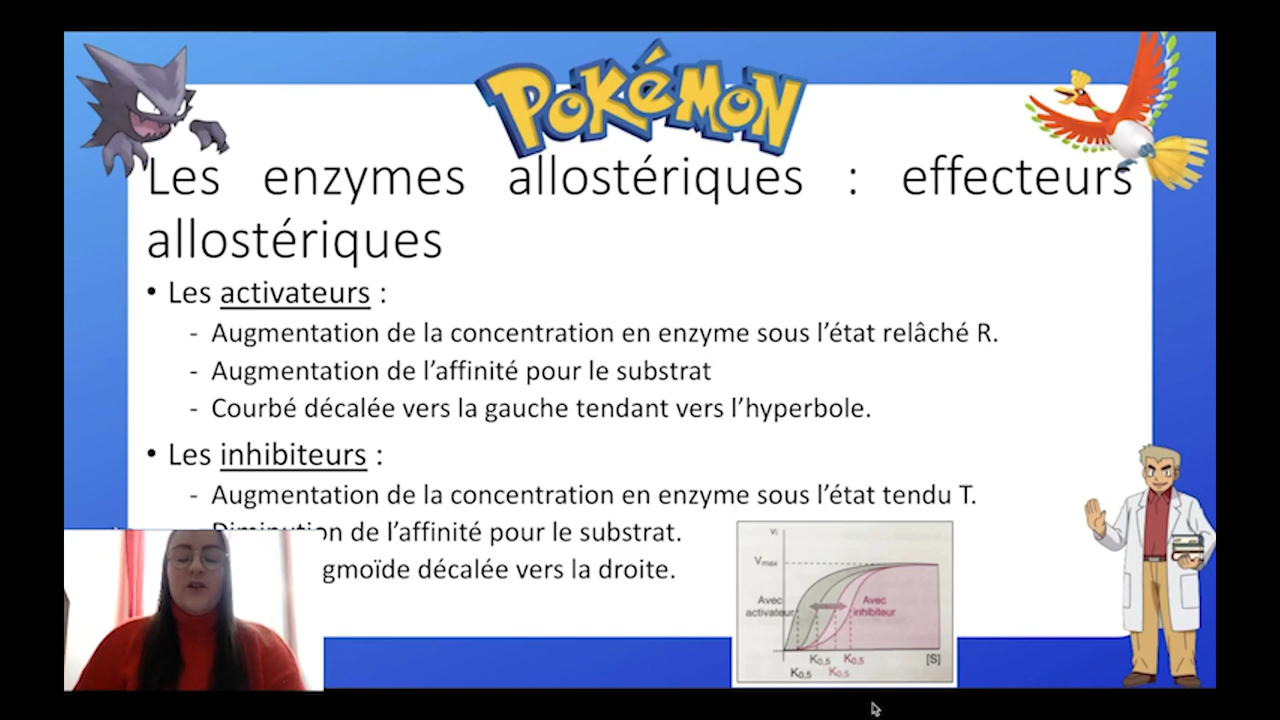 POKéMON
Les enzymes allostériques : effecteurs
allostériques
• Les activateurs :
- Augmentation de la concentration en enzyme sous l'état relâché R.
- Augmentation de l'affinité pour le substrat
- Courbé décalée vers la gauche tendant vers l'hyperbole.
• Les inhibiteurs :
- Augmentation de la concentration en enzyme sous l'état tendu T.
de l'affinité pour le substrat.
décalée vers la droite.
vi
Vmax
Avec activateur
Avec inhibiteur
K0,5 K0,5 [S]
K0,5 K0,5